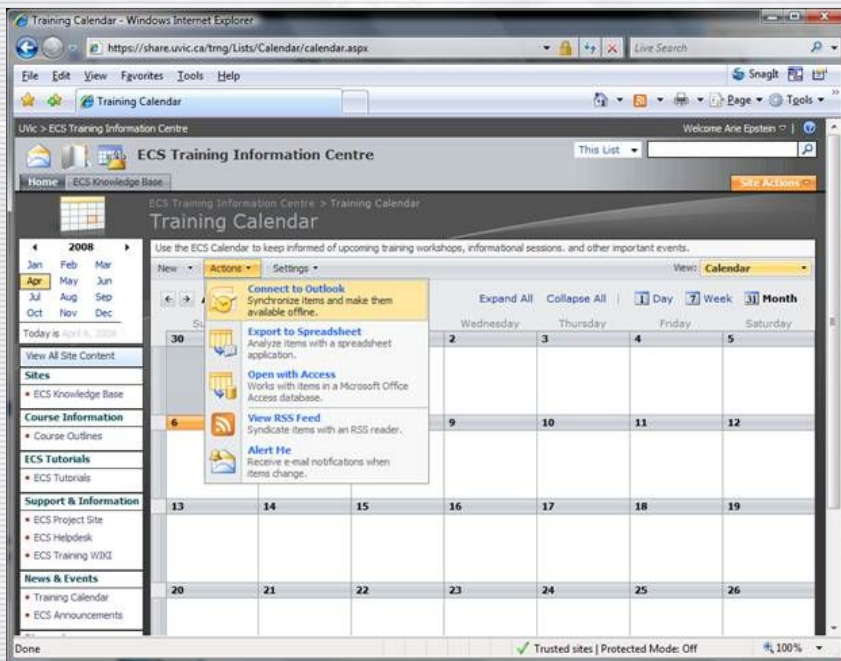 Training Calendar - Windows Internet Explorer
https://share.uvic.ca/trng/Lists/Calendar/calendar.aspx
Live Search
File Edit View Favorites Tools Help
SnagIt
Training Calendar
Page Tools
UVic > ECS Training Information Centre
Welcome Arie Epstein
ECS Training Information Centre
This List
Home
ECS Knowledge Base
Site Actions
ECS Training Information Centre > Training Calendar
Training Calendar
2008
Jan Feb Mar
Apr May Jun
Jul Aug Sep
Oct Nov Dec
Today is April 6, 2008
View All Site Content
Sites
ECS Knowledge Base
Course Information
Course Outlines
ECS Tutorials
ECS Tutorials
Support & Information
ECS Project Site
ECS Helpdesk
ECS Training WIKI
News & Events
Training Calendar
ECS Announcements
Use the ECS Calendar to keep informed of upcoming training workshops, informational sessions. and other important events.
New Actions Settings
View: Calendar
Connect to Outlook
Synchronize items and make them
available offline.
Export to Spreadsheet
Analyze items with a spreadsheet
application.
Open with Access
Works with items in a Microsoft Office
Access database.
View RSS Feed
Syndicate items with an RSS reader.
Alert Me
Receive e-mail notifications when
items change.
Expand All Collapse All | 1 Day 7 Week 31 Month
Wednesday Thursday Friday Saturday
30 2 3 4 5
6 9 10 11 12
13 14 15 16 17 18 19
20 21 22 23 24 25 26
Done
Trusted sites | Protected Mode: Off
100%